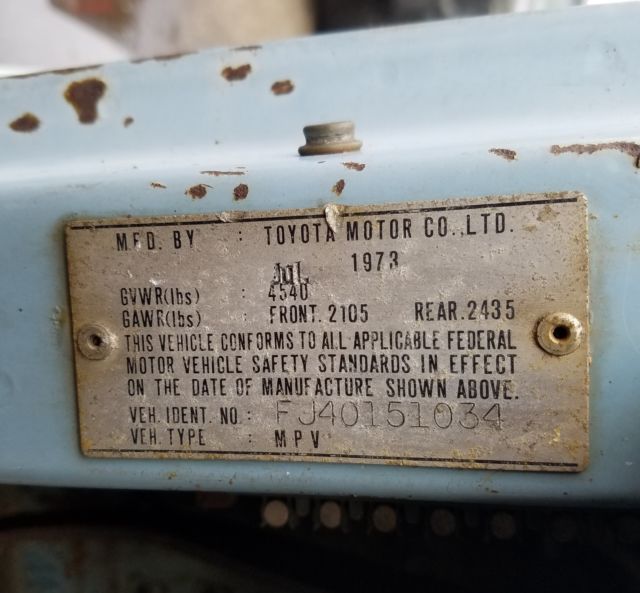 MFD. BY : TOYOTA MOTOR CO., LTD.
JUL 1973
GVWR(lbs) : 4540
GAWR(lbs) : FRONT. 2105 REAR. 2435
THIS VEHICLE CONFORMS TO ALL APPLICABLE FEDERAL
MOTOR VEHICLE SAFETY STANDARDS IN EFFECT
ON THE DATE OF MANUFACTURE SHOWN ABOVE.
VEH. IDENT. NO. : FJ40151034
VEH. TYPE : MPV